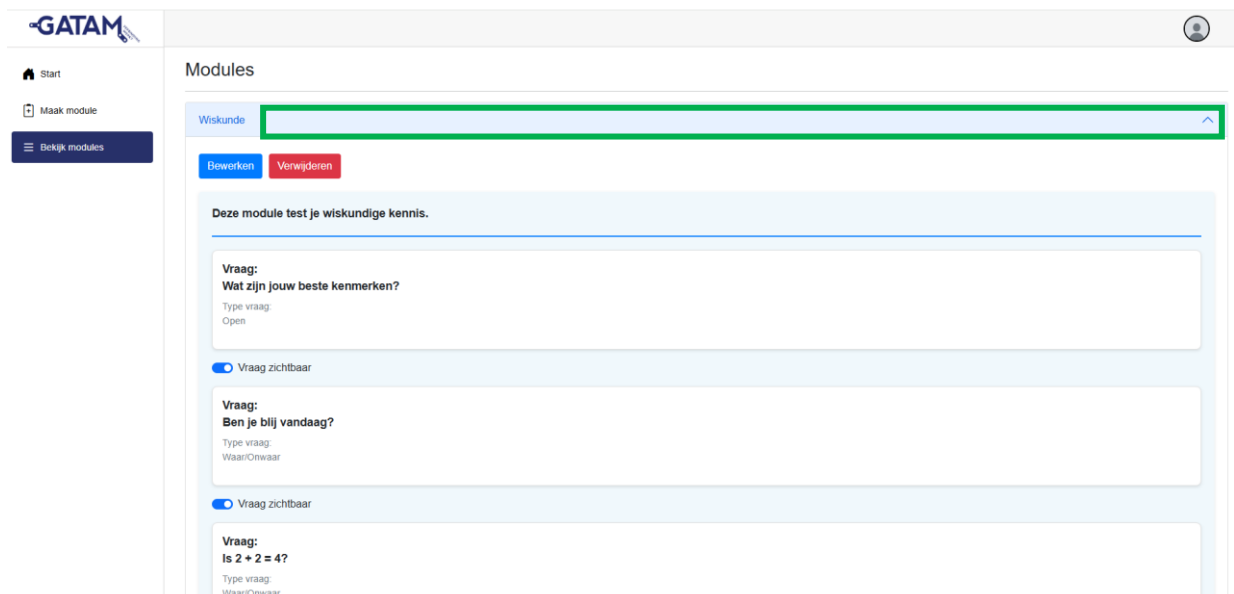 GATAM
Start
Modules
Maak module
Wiskunde
Bekijk modules
Bewerken Verwijderen
Deze module test je wiskundige kennis.
Vraag:
Wat zijn jouw beste kenmerken?
Type vraag:
Open
Vraag zichtbaar
Vraag:
Ben je blij vandaag?
Type vraag:
Waar/Onwaar
Vraag zichtbaar
Vraag:
Is 2 + 2 = 4?
Type vraag:
Waar/Onwaar